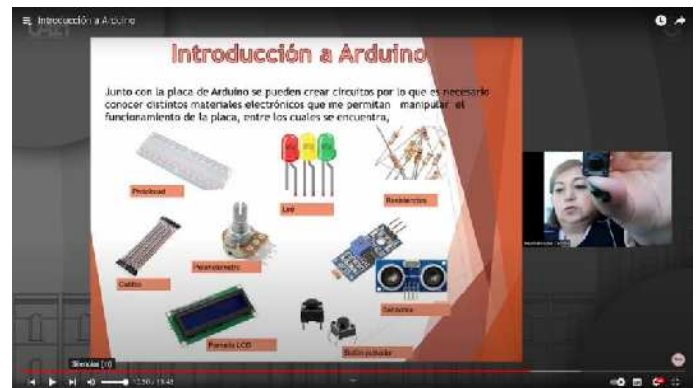 Introducción a Arduino
Introducción a Arduino
Junto con la placa de Arduino se pueden crear circuitos por lo que es necesario
conocer distintos materiales electrónicos que me permitan manipular el
funcionamiento de la placa, entre los cuales se encuentra,
Protoboard
Led
Resistencias
Cables
Potenciómetro
Sensores
Pantalla LCD
Botón pulsador
Silenciar (m)